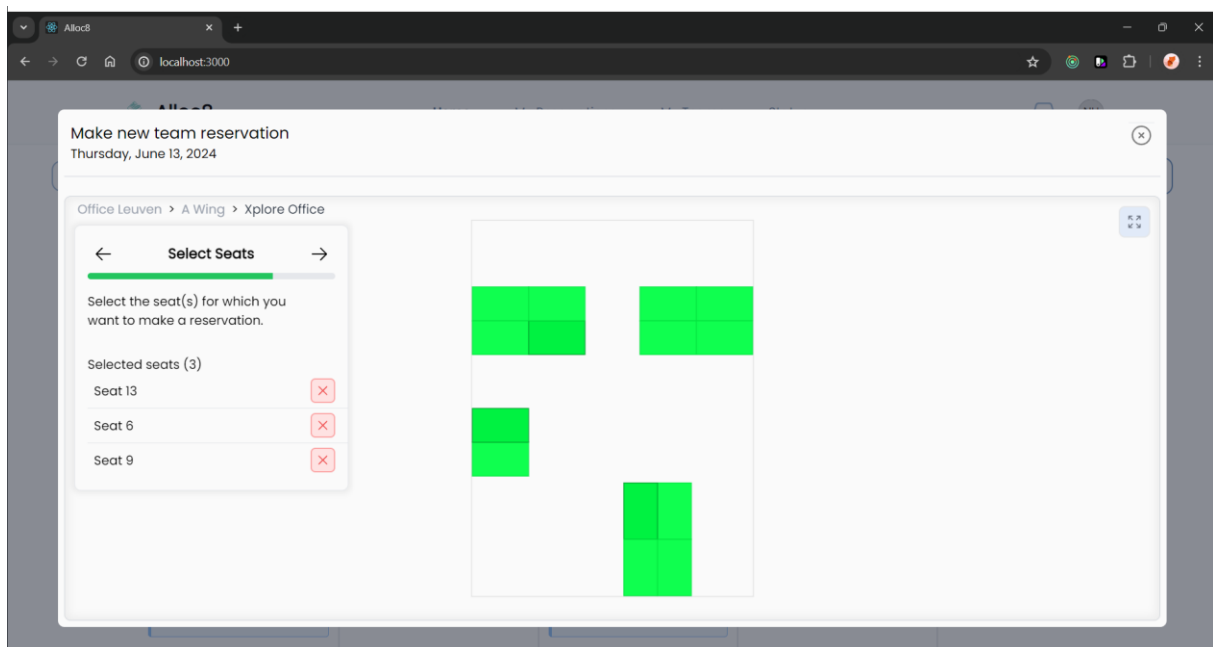 Alloc8
localhost:3000
Alloc8
Make new team reservation
Thursday, June 13, 2024
Office Leuven > A Wing > Xplore Office
Select Seats
Select the seat(s) for which you
want to make a reservation.
Selected seats (3)
Seat 13
Seat 6
Seat 9